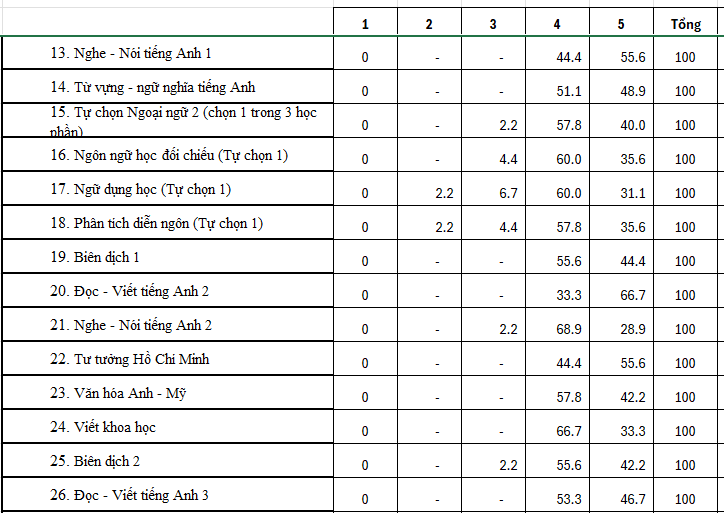 1 2 3 4 5 Tổng
13. Nghe - Nói tiếng Anh 1 0 - - 44.4 55.6 100
14. Từ vựng - ngữ nghĩa tiếng Anh 0 - - 51.1 48.9 100
15. Tự chọn Ngoại ngữ 2 (chọn 1 trong 3 học
phần) 0 - 2.2 57.8 40.0 100
16. Ngôn ngữ học đối chiếu (Tự chọn 1) 0 - 4.4 60.0 35.6 100
17. Ngữ dụng học (Tự chọn 1) 0 2.2 6.7 60.0 31.1 100
18. Phân tích diễn ngôn (Tự chọn 1) 0 2.2 4.4 57.8 35.6 100
19. Biên dịch 1 0 - - 55.6 44.4 100
20. Đọc - Viết tiếng Anh 2 0 - - 33.3 66.7 100
21. Nghe - Nói tiếng Anh 2 0 - 2.2 68.9 28.9 100
22. Tư tưởng Hồ Chí Minh 0 - - 44.4 55.6 100
23. Văn hóa Anh - Mỹ 0 - - 57.8 42.2 100
24. Viết khoa học 0 - - 66.7 33.3 100
25. Biên dịch 2 0 - 2.2 55.6 42.2 100
26. Đọc - Viết tiếng Anh 3 0 - - 53.3 46.7 100